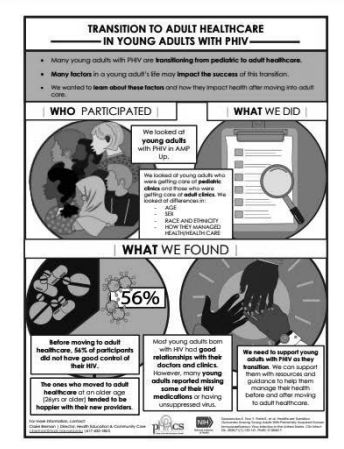 TRANSITION TO ADULT HEALTHCARE
IN YOUNG ADULTS WITH PHIV
Many young adults with PHIV are transitioning from pediatric to adult healthcare.
Many factors in a young adult's life may impact the success of this transition.
We wanted to learn about these factors and how they impact health after moving into adult
care.
WHO PARTICIPATED
We looked at
young adults
with PHIV in AMP
Up.
WHAT WE DID
We looked at young adults who
were getting care at pediatric
clinics and those who were
getting care at adult clinics. We
looked at differences in:
- AGE
- SEX
- RACE AND ETHNICITY
- HOW THEY MANAGED
HEALTH/HEALTH CARE
WHAT WE FOUND
56%
Before moving to adult
healthcare, 56% of participants
did not have good control of
their HIV.
The ones who moved to adult
healthcare at an older age
(26yrs or older) tended to be
happier with their new providers.
Most young adults born
with HIV had good
relationships with their
doctors and clinics.
However, many young
adults reported missing
some of their HIV
medications or having
unsuppressed virus.
We need to support young
adults with PHIV as they
transition. We can support
them with resources and
guidance to help them
manage their health
before and after moving
to adult healthcare.
For more information, contact:
Claire Berman | Director, Health Education & Community Core
NIH